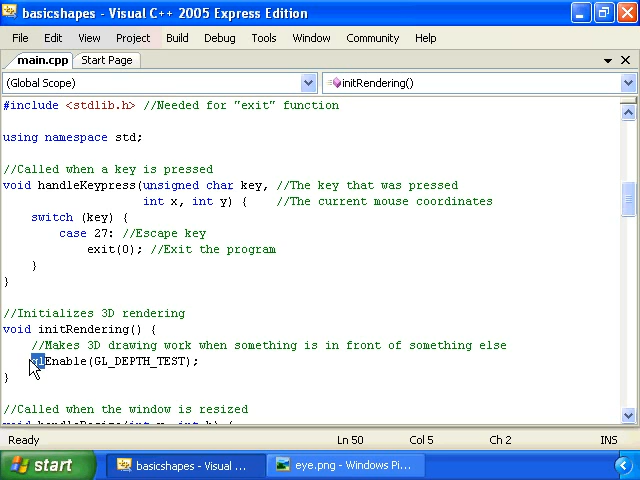 basicshapes - Visual C++ 2005 Express Edition
File Edit View Project Build Debug Tools Window Community Help
main.cpp Start Page
(Global Scope) initRendering()
#include <stdlib.h> //Needed for "exit" function
using namespace std;
//Called when a key is pressed
void handleKeypress(unsigned char key, //The key that was pressed
int x, int y) { //The current mouse coordinates
switch (key) {
case 27: //Escape key
exit(0); //Exit the program
}
}
//Initializes 3D rendering
void initRendering() {
//Makes 3D drawing work when something is in front of something else
glEnable(GL_DEPTH_TEST);
}
//Called when the window is resized
Ready Ln 50 Col 5 Ch 2 INS
start basicshapes - Visual ... eye.png - Windows Pi...